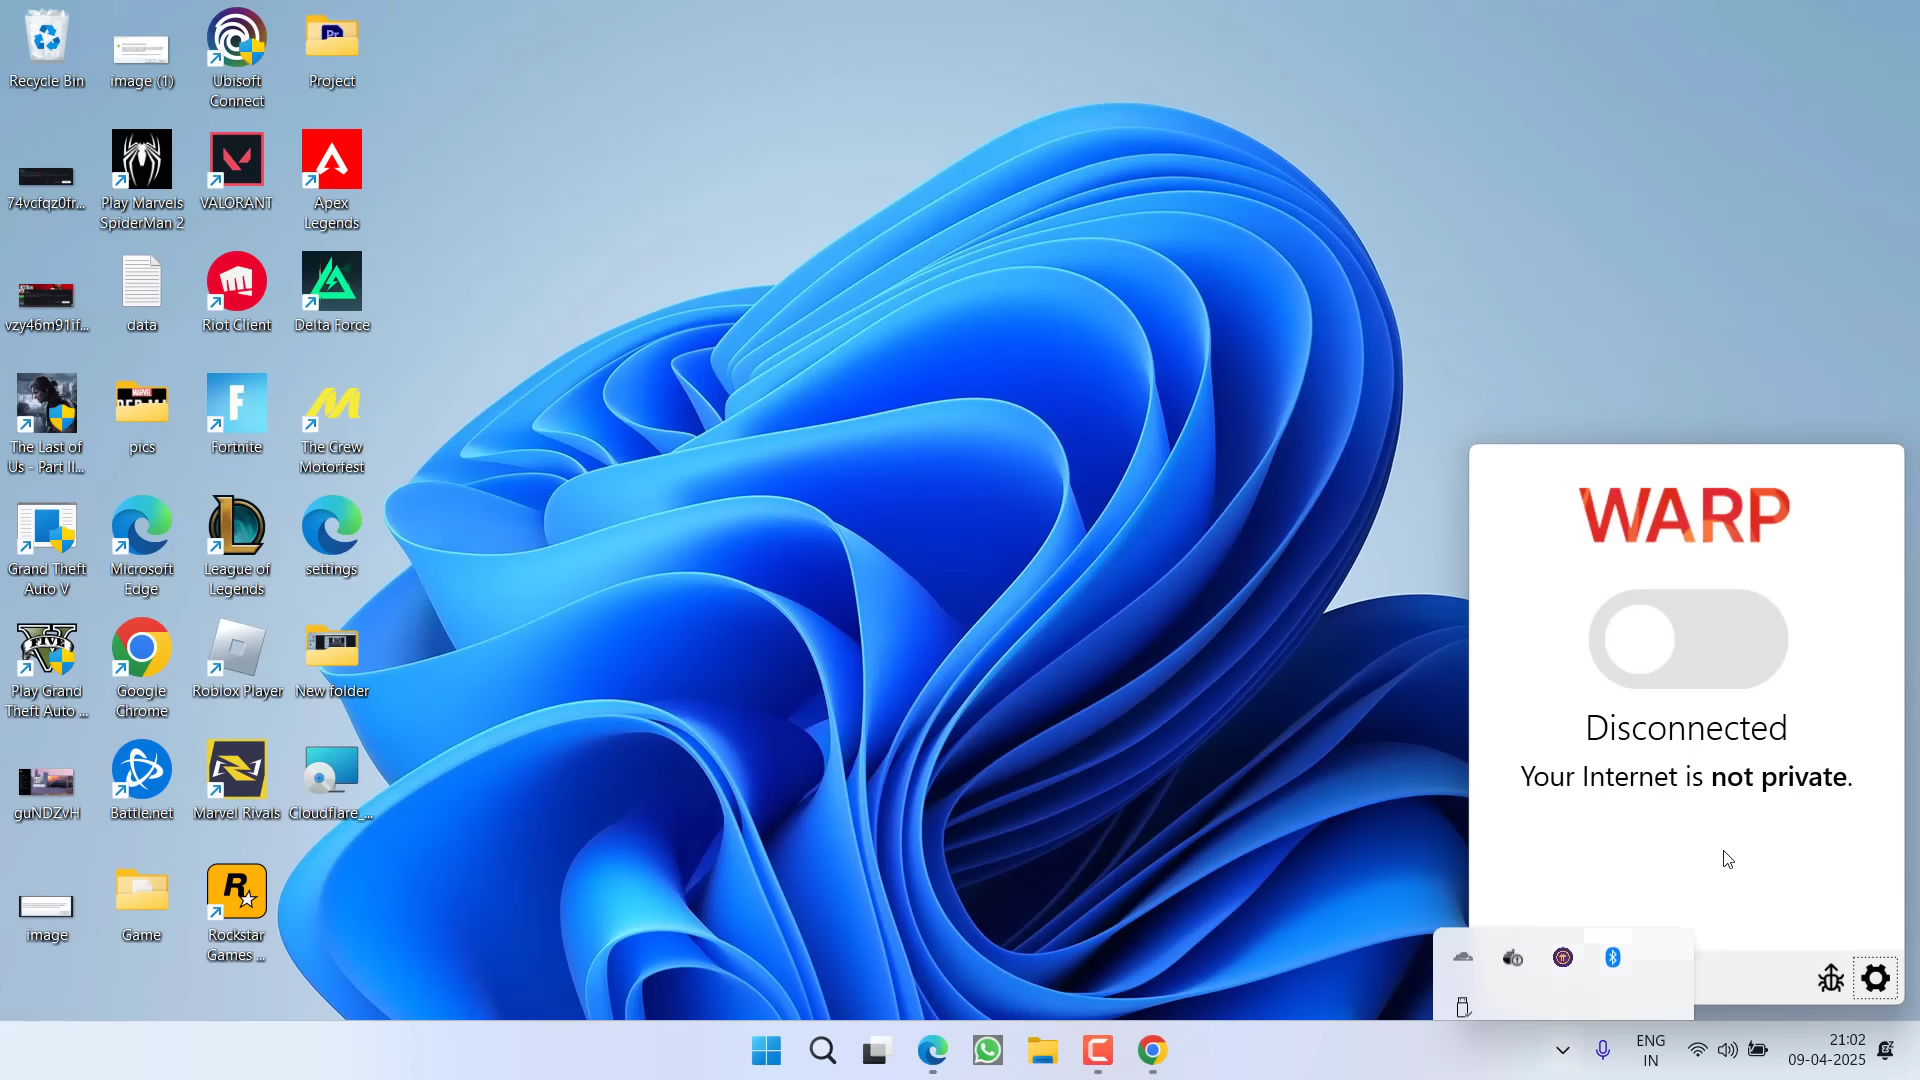 Recycle Bin
image (1)
Ubisoft
Connect
Project
74vcfqz0fr...
Play Marvels
SpiderMan 2
VALORANT
Apex
Legends
vzy46m91if...
data
Riot Client
Delta Force
The Last of
Us - Part II...
pics
Fortnite
The Crew
Motorfest
Grand Theft
Auto V
Microsoft
Edge
League of
Legends
settings
FIVE
Play Grand
Theft Auto ...
Google
Chrome
Roblox Player
New folder
guNDZvH
Battle.net
Marvel Rivals
Cloudflare_...
image
Game
Rockstar
Games ...
WARP
Disconnected
Your Internet is not private.
ENG
IN
21:02
09-04-2025